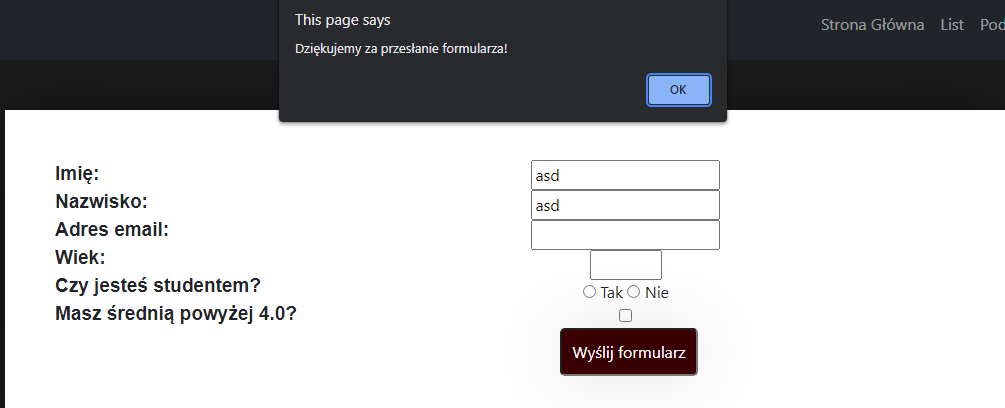 This page says
Dziękujemy za przesłanie formularza!
OK
Strona Główna List Pod
Imię:
asd
Nazwisko:
asd
Adres email:
Wiek:
Czy jesteś studentem?
Tak Nie
Masz średnią powyżej 4.0?
Wyślij formularz